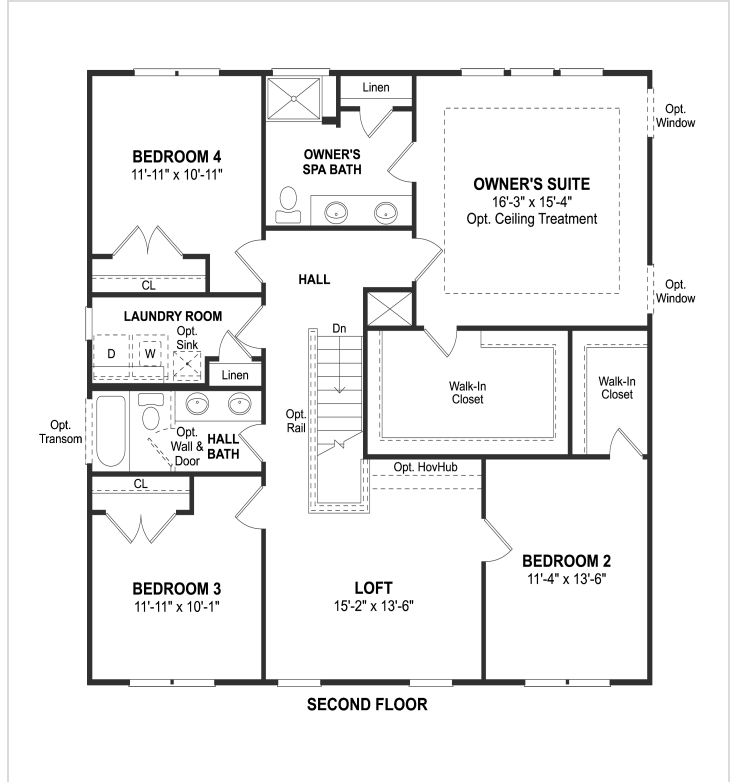 Linen
Opt.
Window
BEDROOM 4
11'-11" x 10'-11"
OWNER'S
SPA BATH
OWNER'S SUITE
16'-3" x 15'-4"
Opt. Ceiling Treatment
HALL
CL
Opt.
Window
LAUNDRY ROOM
Opt.
Sink
D
W
Linen
Dn
Walk-In
Closet
Walk-In
Closet
Opt.
Rail
Opt.
Transom
Opt.
Wall &
Door
HALL
BATH
Opt. HovHub
CL
BEDROOM 3
11'-11" x 10'-1"
LOFT
15'-2" x 13'-6"
BEDROOM 2
11'-4" x 13'-6"
SECOND FLOOR